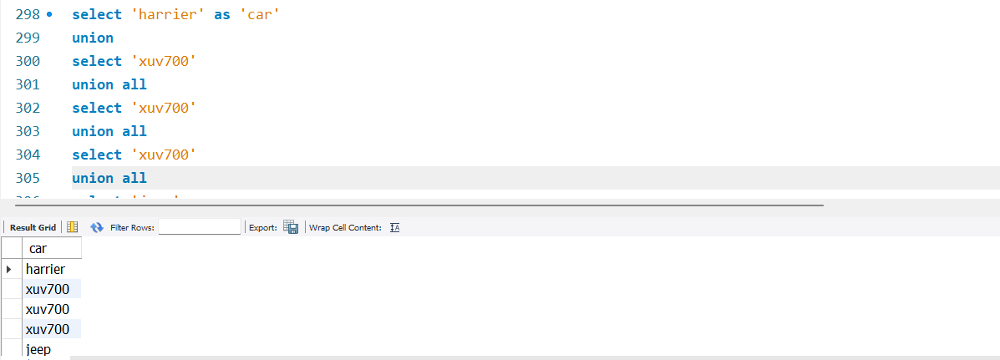 298 select 'harrier' as 'car'
299 union
300 select 'xuv700'
301 union all
302 select 'xuv700'
303 union all
304 select 'xuv700'
305 union all
Result Grid Filter Rows: Export: Wrap Cell Content:
car
harrier
xuv700
xuv700
xuv700
jeep